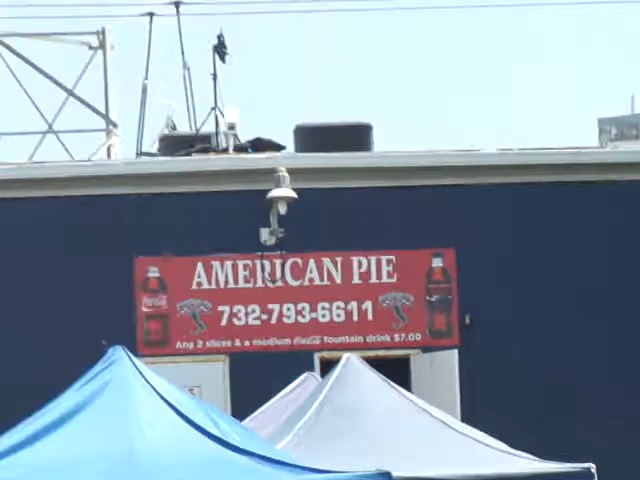 AMERICAN PIE
732-793-6611
Any 2 slices & a medium fountain drink $7.00
Coca-Cola